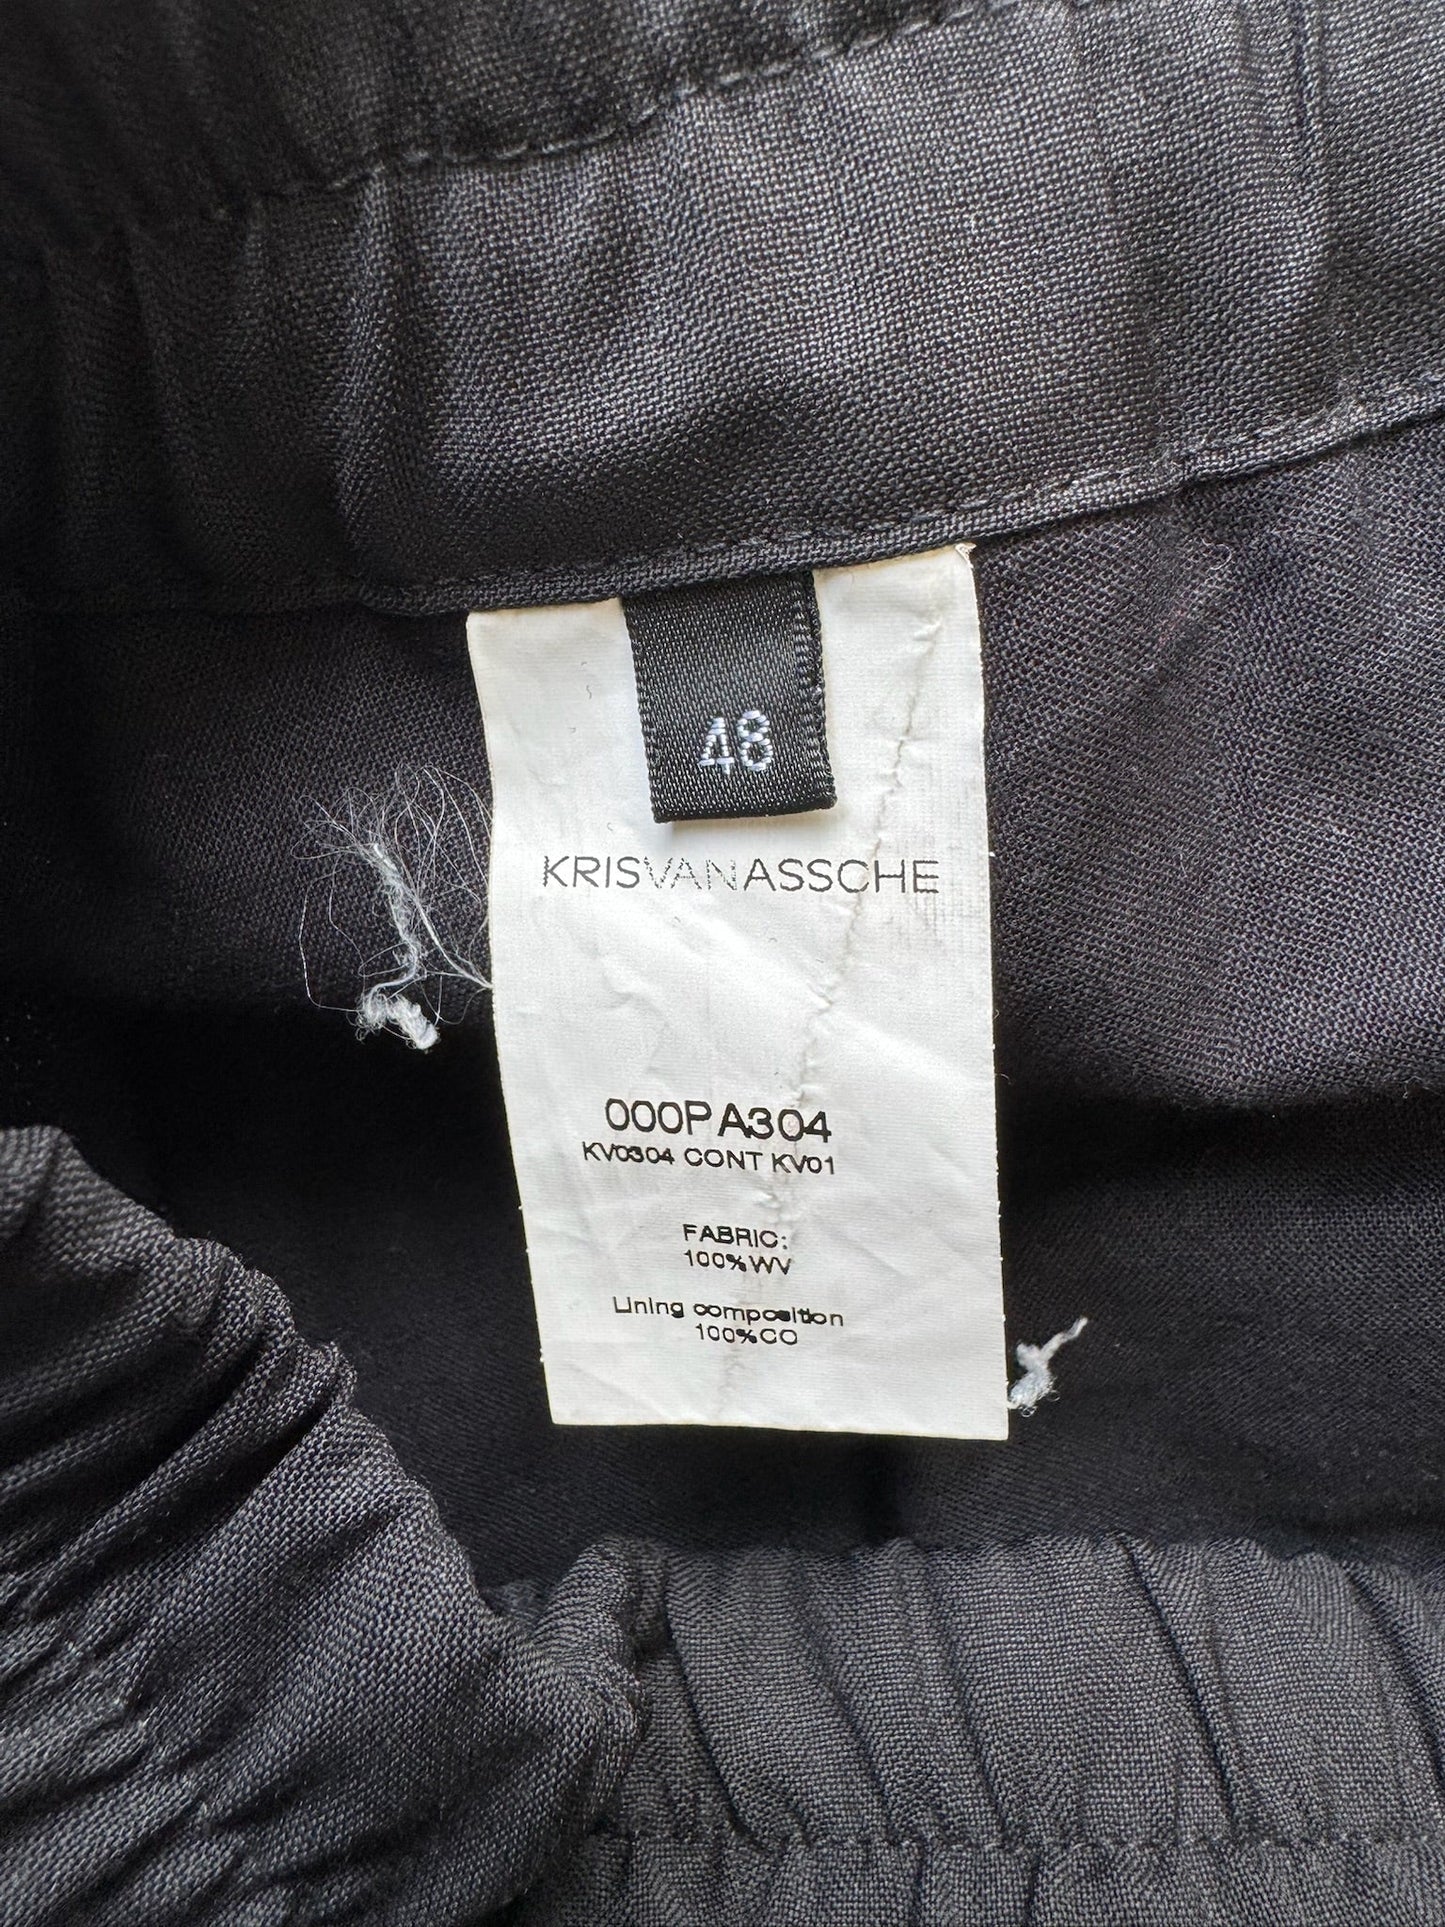 48
KRISVANASSCHE
000PA304
KV0304 CONT KV01
FABRIC:
100%WV
Lining composition
100%CO